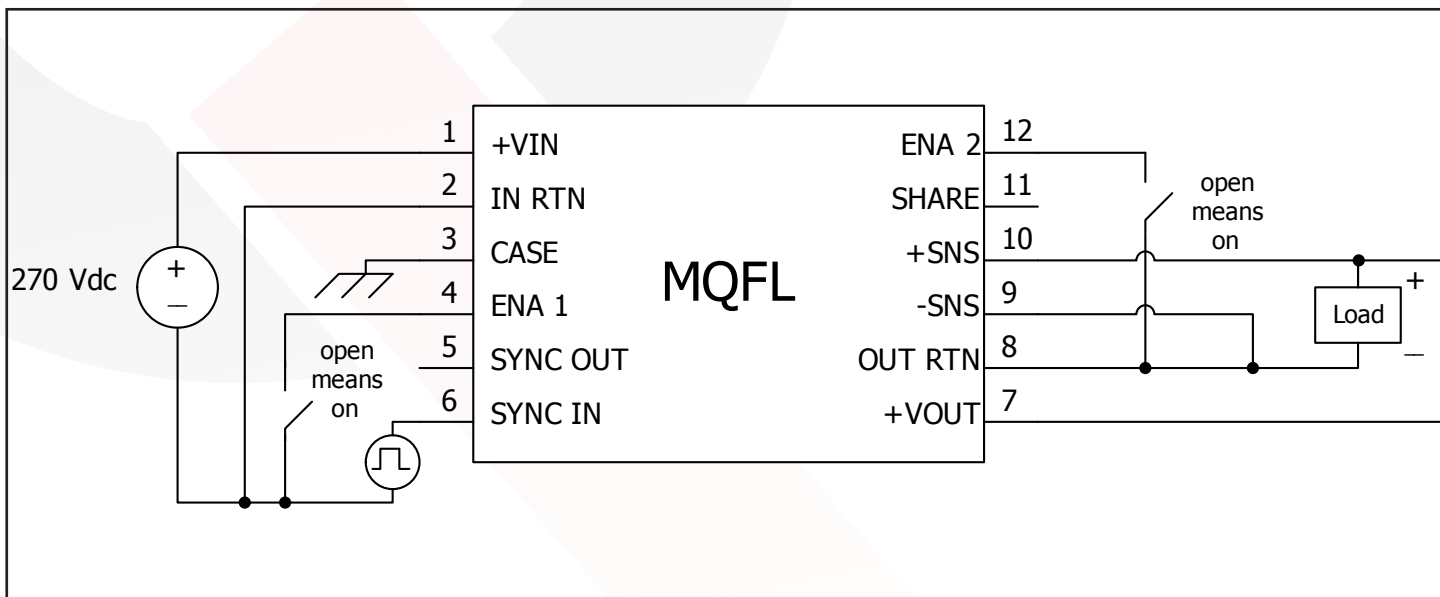 1
+VIN
2
IN RTN
3
CASE
4
ENA 1
5
SYNC OUT
6
SYNC IN
270 Vdc
+
—
open
means
on
MQFL
ENA 2
12
SHARE
11
+SNS
10
-SNS
9
OUT RTN
8
+VOUT
7
open
means
on
+
Load
—